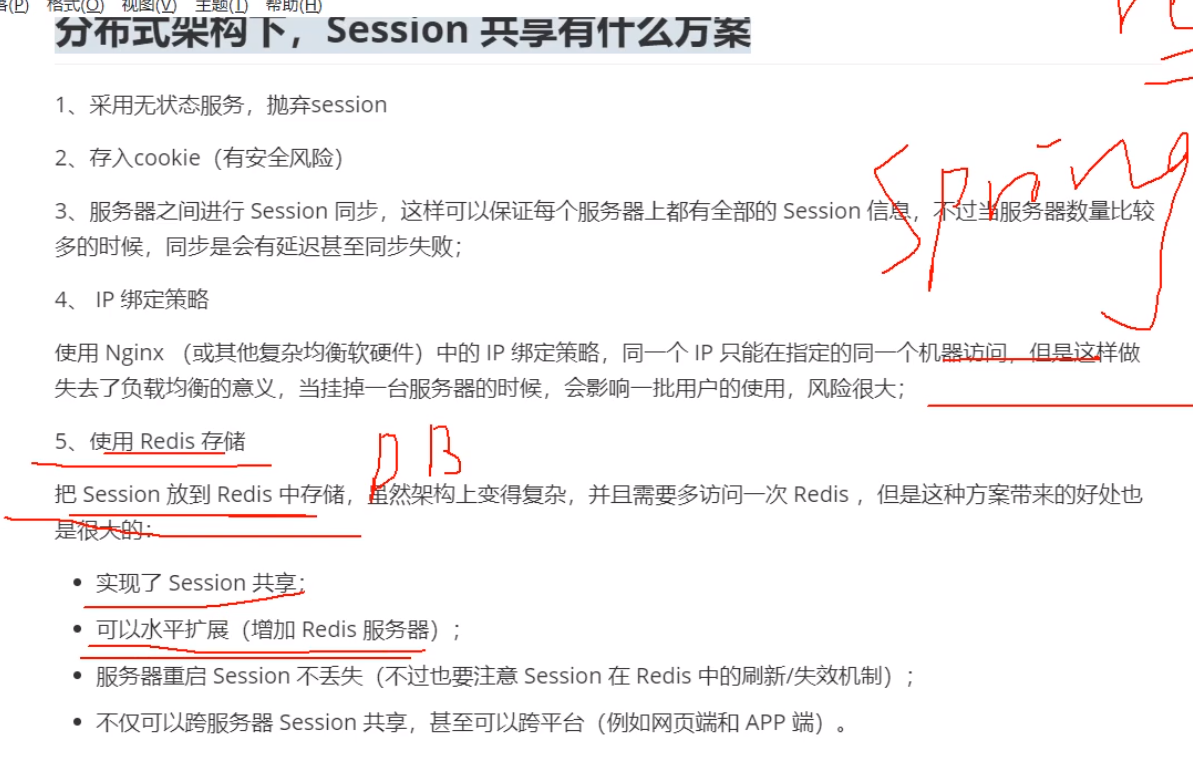 格式(O) 视图(V) 主题(T) 帮助(H)
分布式架构下，Session 共享有什么方案
1、采用无状态服务，抛弃session
2、存入cookie（有安全风险）
Spring
3、服务器之间进行 Session 同步，这样可以保证每个服务器上都有全部的 Session 信息，不过当服务器数量比较
多的时候，同步是会有延迟甚至同步失败；
4、 IP 绑定策略
使用 Nginx （或其他复杂均衡软硬件）中的 IP 绑定策略，同一个 IP 只能在指定的同一个机器访问，但是这样做
失去了负载均衡的意义，当挂掉一台服务器的时候，会影响一批用户的使用，风险很大；
5、使用 Redis 存储
DB
把 Session 放到 Redis 中存储，虽然架构上变得复杂，并且需要多访问一次 Redis ，但是这种方案带来的好处也
是很大的：
• 实现了 Session 共享；
• 可以水平扩展（增加 Redis 服务器）；
• 服务器重启 Session 不丢失（不过也要注意 Session 在 Redis 中的刷新/失效机制）；
• 不仅可以跨服务器 Session 共享，甚至可以跨平台（例如网页端和 APP 端）。